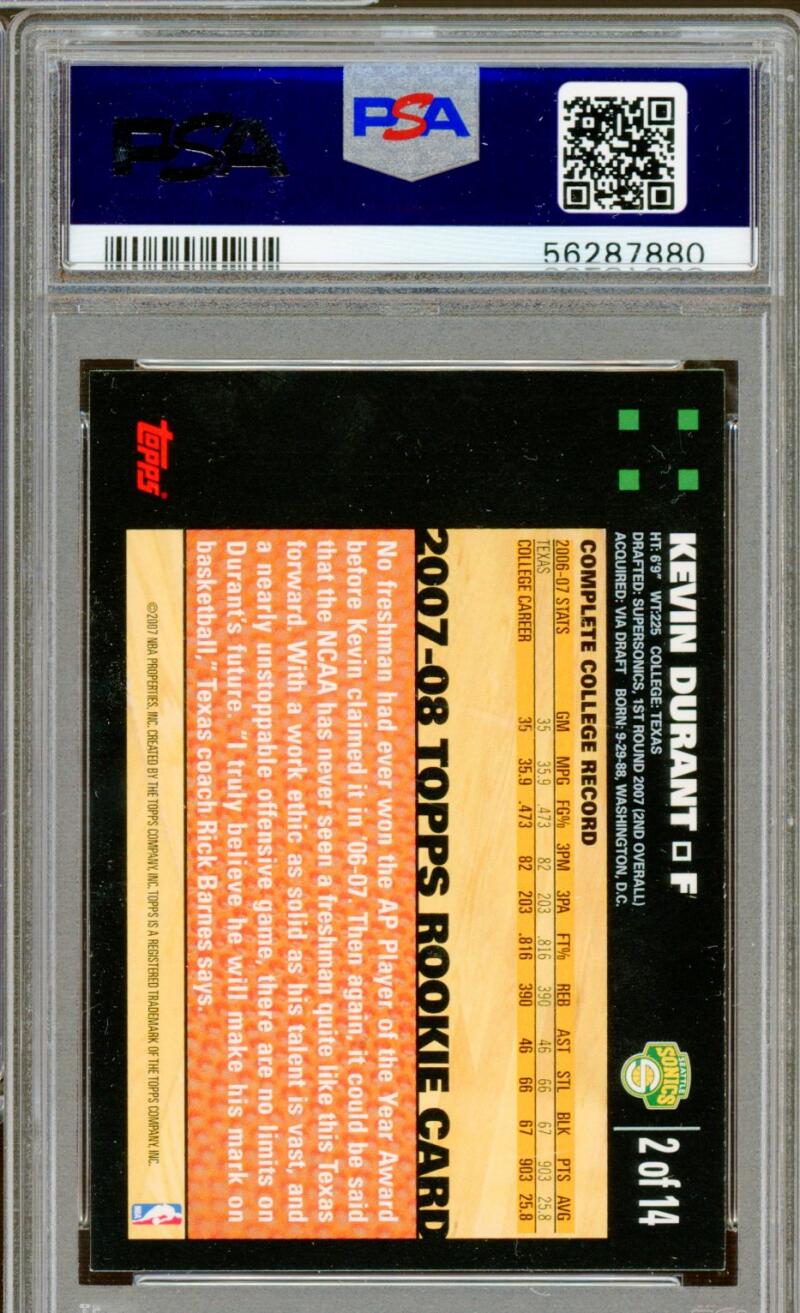 PSA
PSA
56287880
KEVIN DURANT F
HT: 6'9" WT:225 COLLEGE: TEXAS
DRAFTED: SUPERSONICS, 1ST ROUND 2007 (2ND OVERALL)
ACQUIRED: VIA DRAFT BORN: 9-29-88, WASHINGTON, D.C.
SEATTLE
SONICS
2 of 14
COMPLETE COLLEGE RECORD
2006-07 STATS GM MPG FG% 3PM 3PA FT% REB AST STL BLK PTS AVG
TEXAS 35 35.9 .473 82 203 .816 390 46 66 67 903 25.8
COLLEGE CAREER 35 35.9 .473 82 203 .816 390 46 66 67 903 25.8
2007-08 TOPPS ROOKIE CARD
No freshman had ever won the AP Player of the Year Award
before Kevin claimed it in '06-07. Then again, it could be said
that the NCAA has never seen a freshman quite like this Texas
forward. With a work ethic as solid as his talent is vast, and
a nearly unstoppable offensive game, there are no limits on
Durant's future. "I truly believe he will make his mark on
basketball," Texas coach Rick Barnes says.
©2007 NBA PROPERTIES, INC. CREATED BY THE TOPPS COMPANY, INC. TOPPS IS A REGISTERED TRADEMARK OF THE TOPPS COMPANY, INC.
topps
NBA